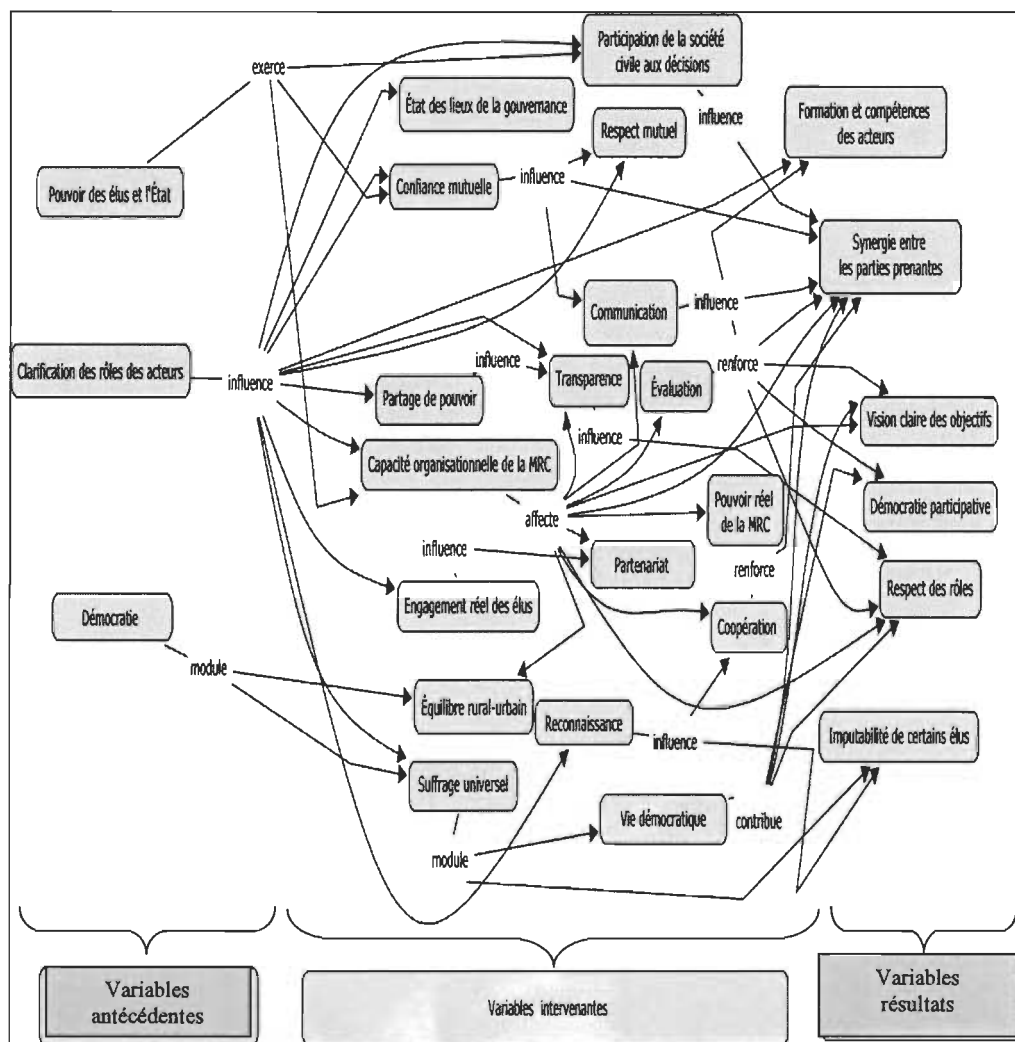 Participation de la société
civile aux décisions
exerce
État des lieux de la gouvernance
influence
Formation et compétences
des acteurs
Respect mutuel
Pouvoir des élus et l'État
Confiance mutuelle
influence
Synergie entre
les parties prenantes
Communication
influence
Clarification des rôles des acteurs
influence
influence
Transparence
Évaluation
renforce
Partage de pouvoir
Vision claire des objectifs
influence
Capacité organisationnelle de la MRC
Pouvoir réel
de la MRC
Démocratie participative
affecte
influence
Partenariat
renforce
Respect des rôles
Engagement réel des élus
Démocratie
Coopération
module
Équilibre rural-urbain
Reconnaissance
influence
Imputabilité de certains élus
Suffrage universel
Vie démocratique
contribue
module
Variables
antécédentes
Variables intervenantes
Variables
résultats